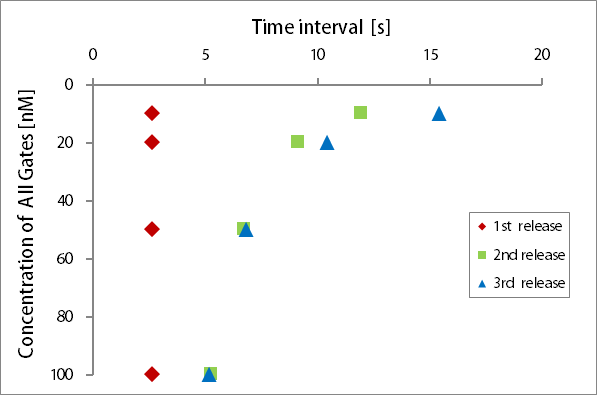 Time interval [s]
0 5 10 15 20
Concentration of All Gates [nM]
0
20
40
60
80
100
1st release
2nd release
3rd release